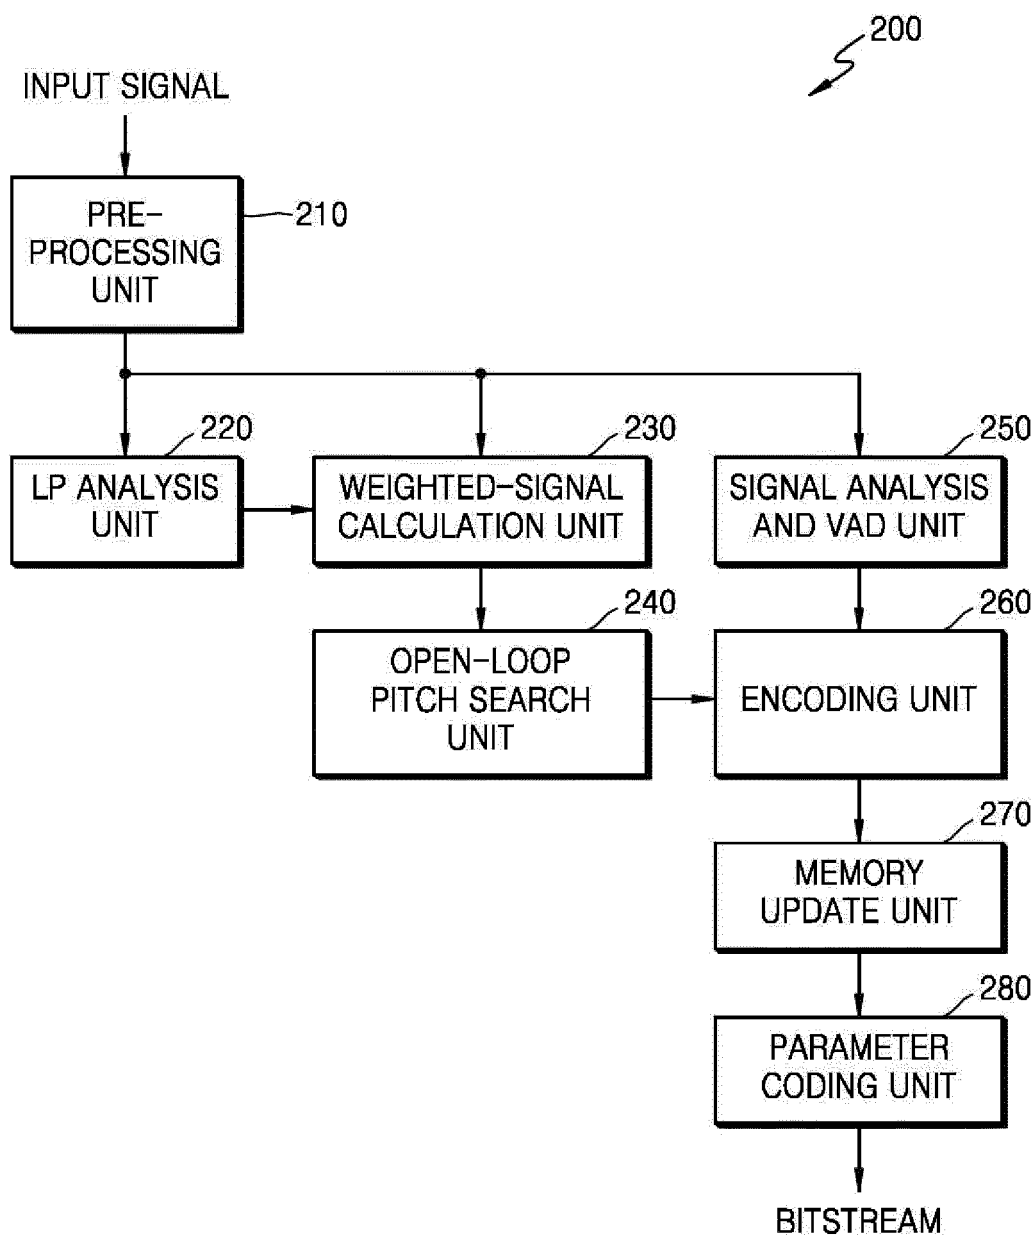 200
INPUT SIGNAL
PRE-
PROCESSING
UNIT
210
220
LP ANALYSIS
UNIT
230
WEIGHTED-SIGNAL
CALCULATION UNIT
250
SIGNAL ANALYSIS
AND VAD UNIT
240
OPEN-LOOP
PITCH SEARCH
UNIT
260
ENCODING UNIT
270
MEMORY
UPDATE UNIT
280
PARAMETER
CODING UNIT
BITSTREAM